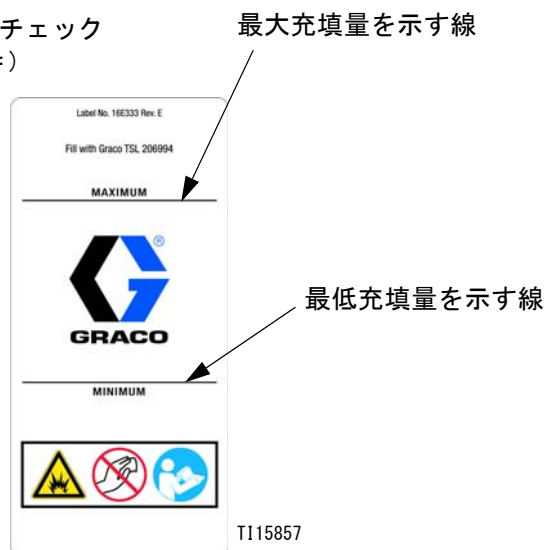 チェック
最大充填量を示す線
)
Label No. 16E333 Rev. E
Fill with Graco TSL 206994
MAXIMUM
®
GRACO
最低充填量を示す線
MINIMUM
TI15857